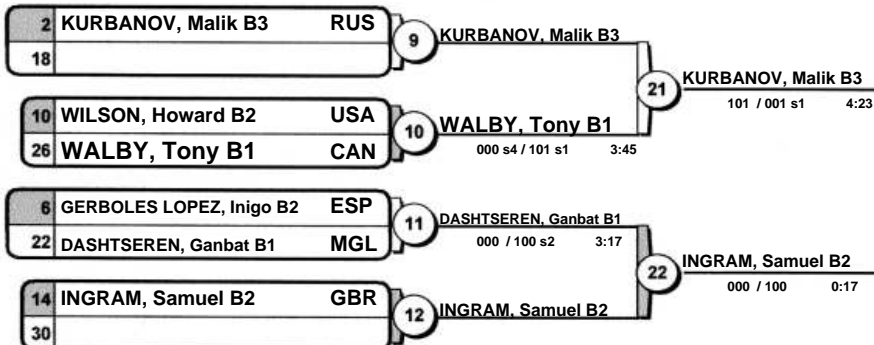 2 KURBANOV, Malik B3 RUS
18
9
KURBANOV, Malik B3
10 WILSON, Howard B2 USA
26 WALBY, Tony B1 CAN
10
WALBY, Tony B1
000 s4 / 101 s1 3:45
21
KURBANOV, Malik B3
101 / 001 s1 4:23
6 GERBOLES LOPEZ, Inigo B2 ESP
22 DASHTSEREN, Ganbat B1 MGL
11
DASHTSEREN, Ganbat B1
000 / 100 s2 3:17
14 INGRAM, Samuel B2 GBR
30
12
INGRAM, Samuel B2
22
INGRAM, Samuel B2
000 / 100 0:17